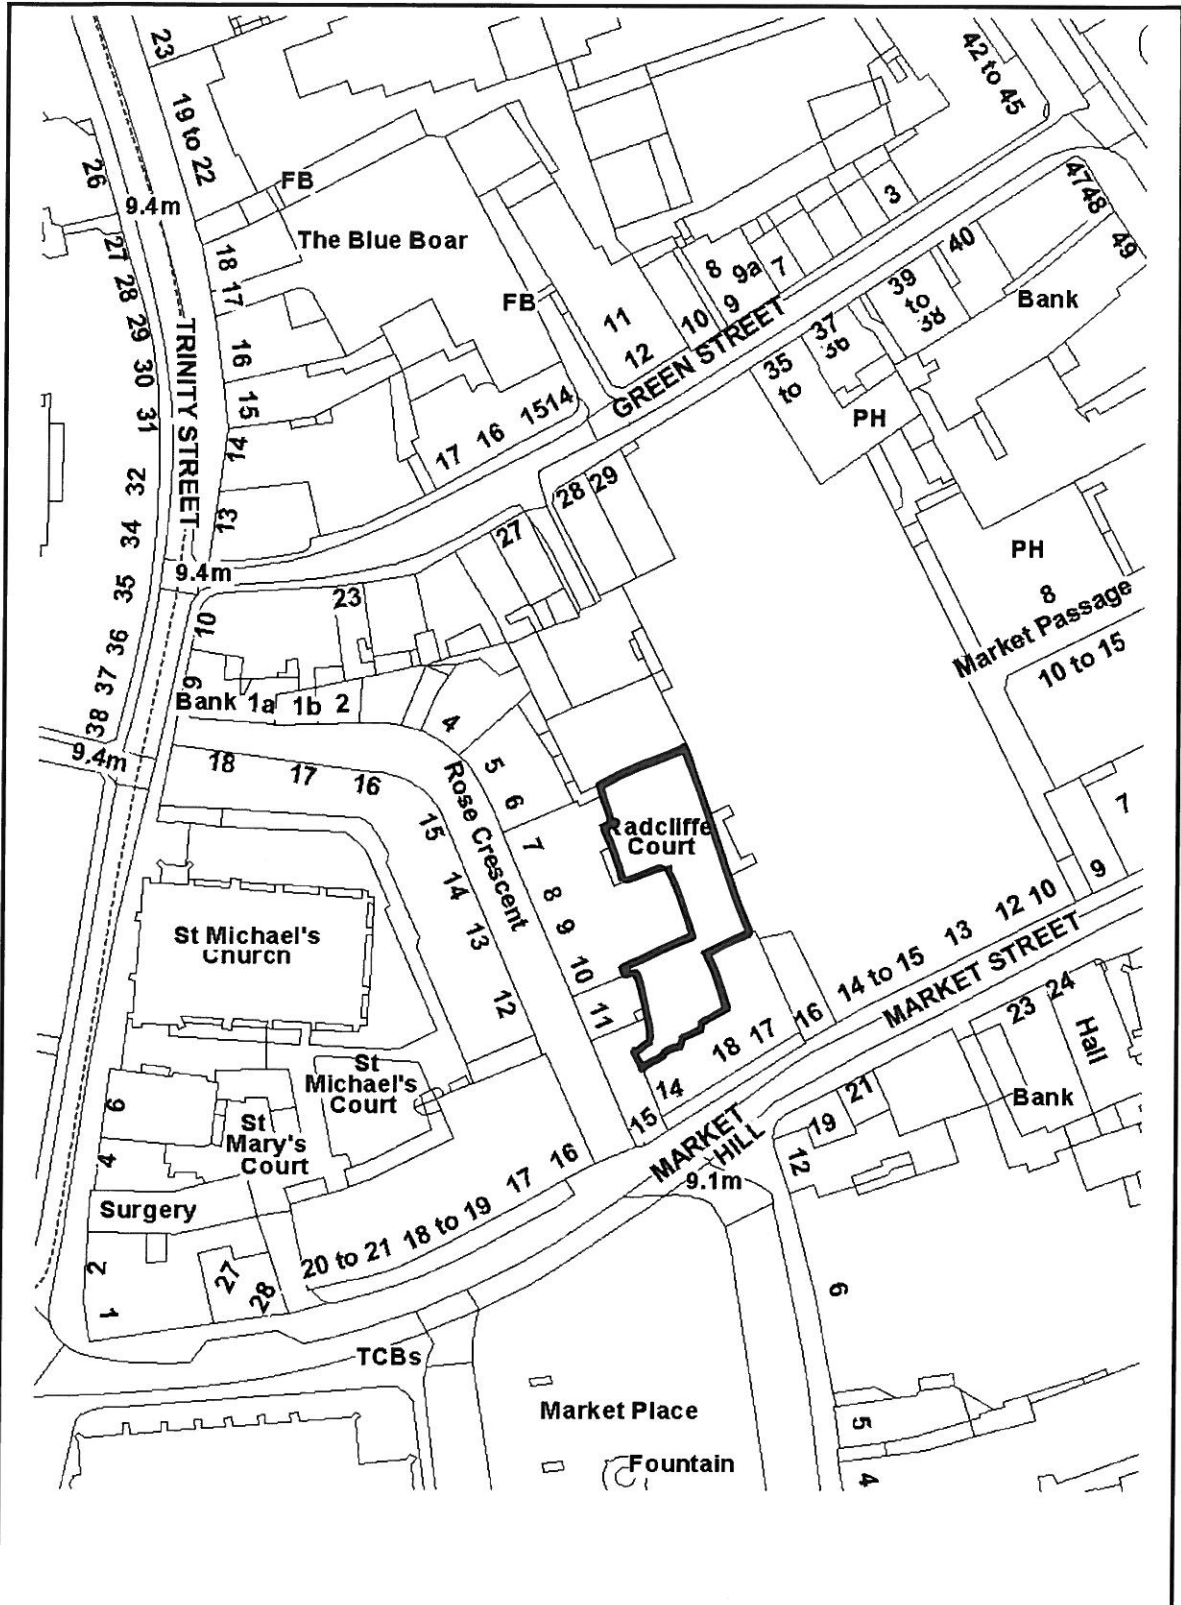 23
19 to 22
42 to 45
26
FB
9.4m
The Blue Boar
3
47 48
49
40
27
28
29
30
31
32
34
35
36
37
38
18
17
16
15
14
13
TRINITY STREET
FB
11
12
10
8
9a
9
7
GREEN STREET
39
to
38
37
36
35
to
Bank
PH
17
16
15 14
28
29
27
9.4m
23
10
9
Bank
1a
1b
2
4
5
6
7
8
9
10
11
PH
8
Market Passage
10 to 15
9.4m
18
17
16
15
14
13
12
Rose Crescent
Radcliffe
Court
7
9
St Michael's
Church
14 to 15
13
12
10
MARKET STREET
16
18
17
14
15
23
24
Hall
Bank
St
Michael's
Court
St
Mary's
Court
6
4
Surgery
2
1
27
28
20 to 21
18 to 19
17
16
MARKET
HILL
9.1m
21
19
12
6
TCBs
Market Place
Fountain
5
4